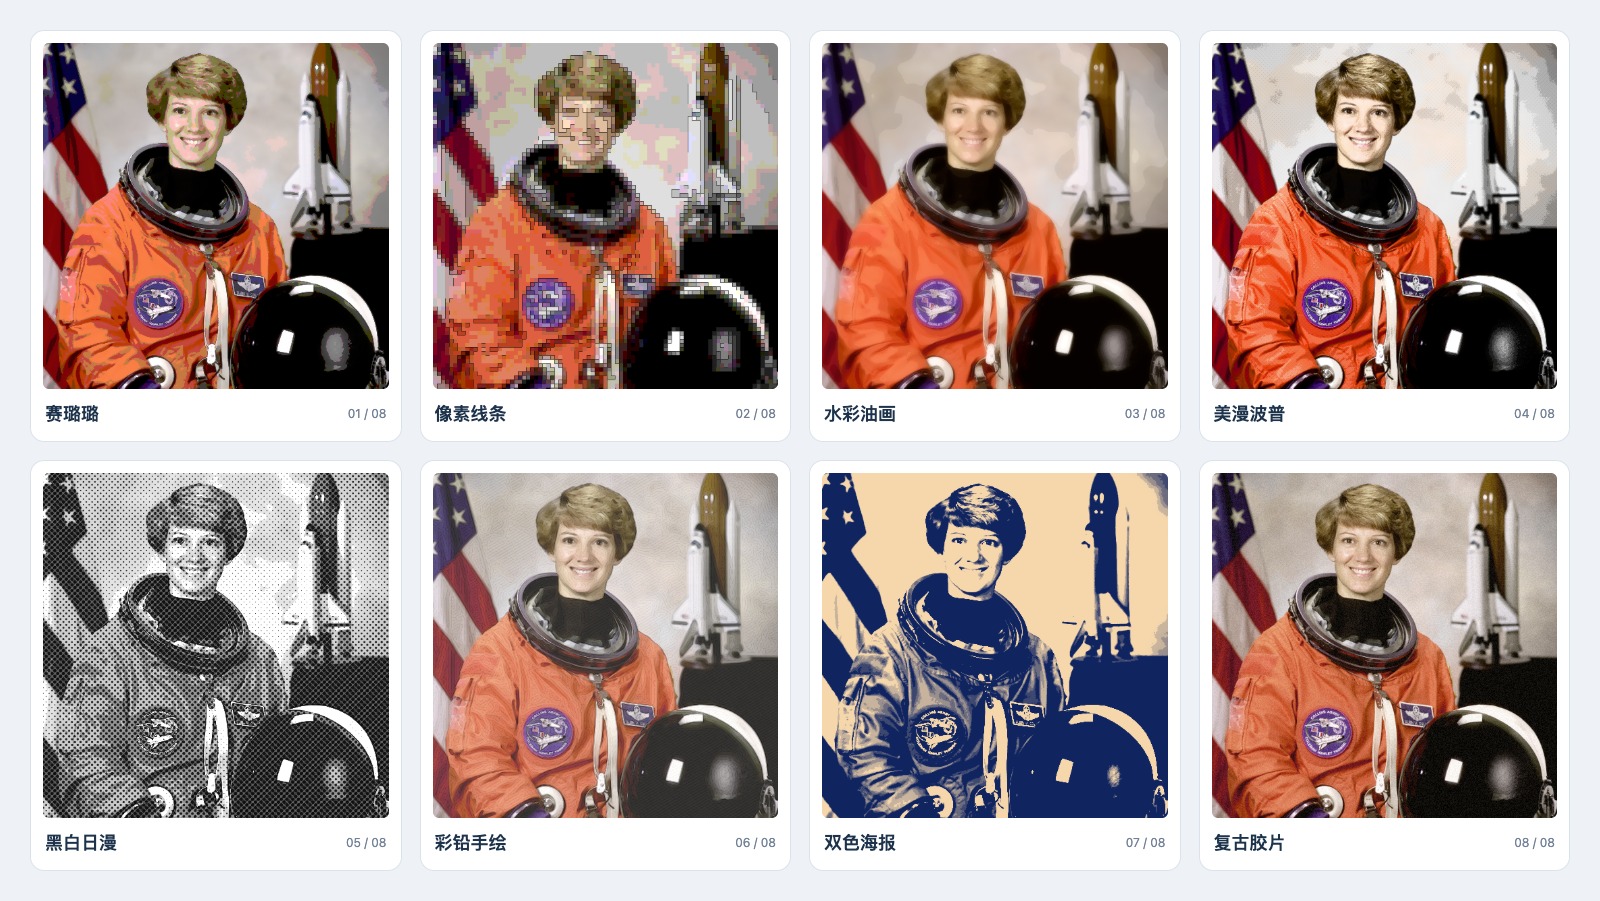 赛璐璐 01 / 08
像素线条 02 / 08
水彩油画 03 / 08
美漫波普 04 / 08
黑白日漫 05 / 08
彩铅手绘 06 / 08
双色海报 07 / 08
复古胶片 08 / 08